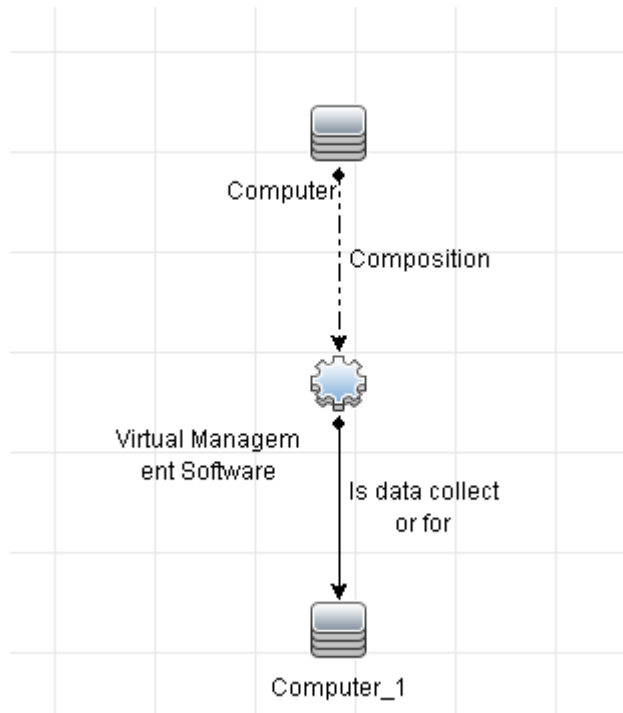 Computer
Composition
Virtual Managem
ent Software
Is data collect
or for
Computer_1